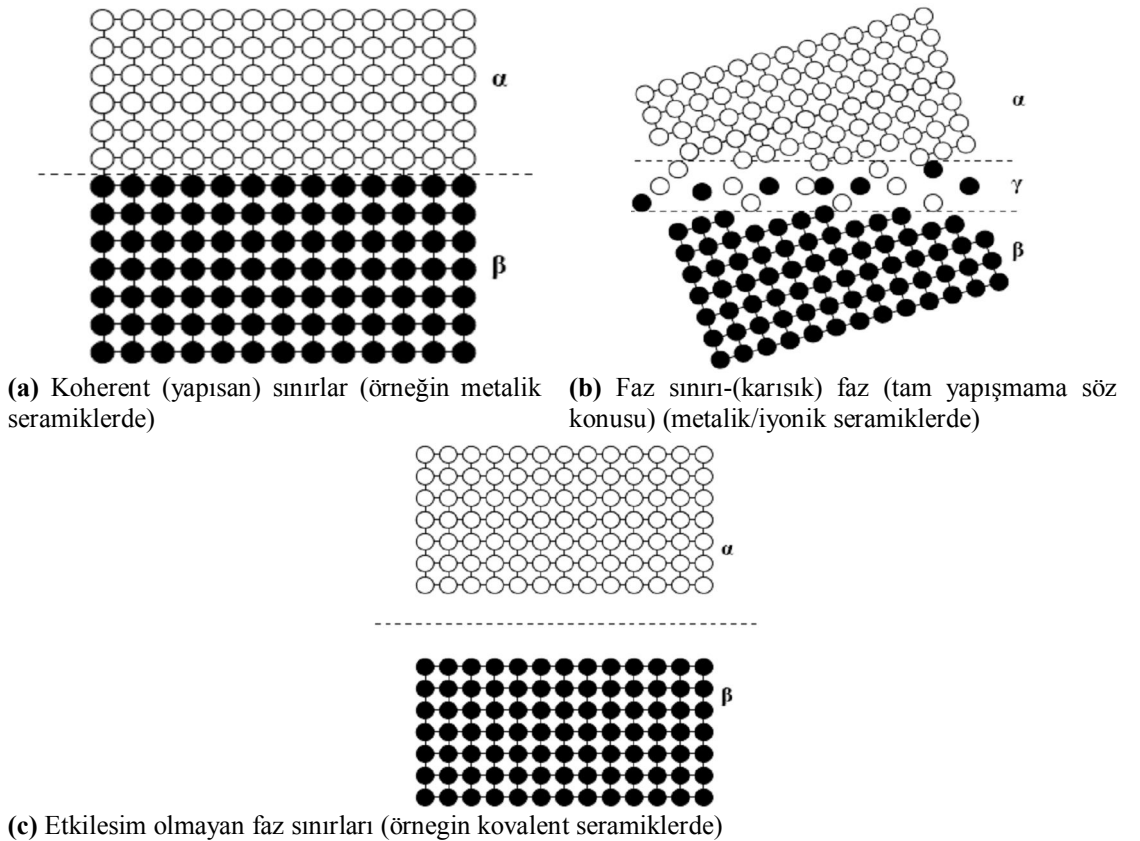 α
β
α
γ
β
(a) Koherent (yapısan) sınırlar (örneğin metalik
seramiklerde)
(b) Faz sınırı-(karısık) faz (tam yapışmama söz
konusu) (metalik/iyonik seramiklerde)
α
β
(c) Etkilesim olmayan faz sınırları (örnegin kovalent seramiklerde)